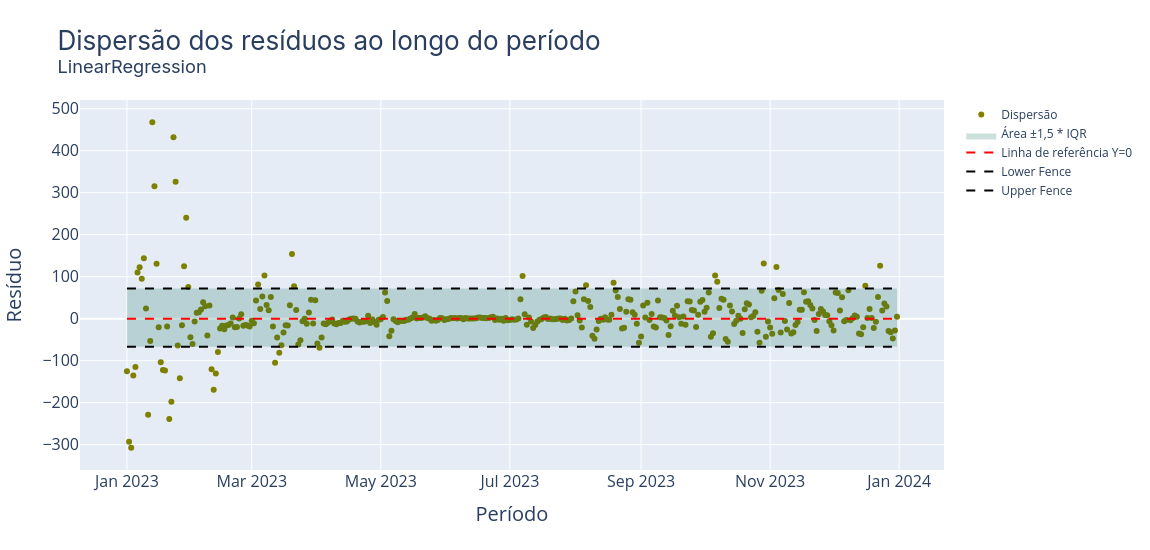 Dispersão dos resíduos ao longo do período
LinearRegression
Resíduo
500
400
300
200
100
0
−100
−200
−300
Jan 2023
Mar 2023
May 2023
Jul 2023
Sep 2023
Nov 2023
Jan 2024
Período
Dispersão
Área ±1,5 * IQR
Linha de referência Y=0
Lower Fence
Upper Fence